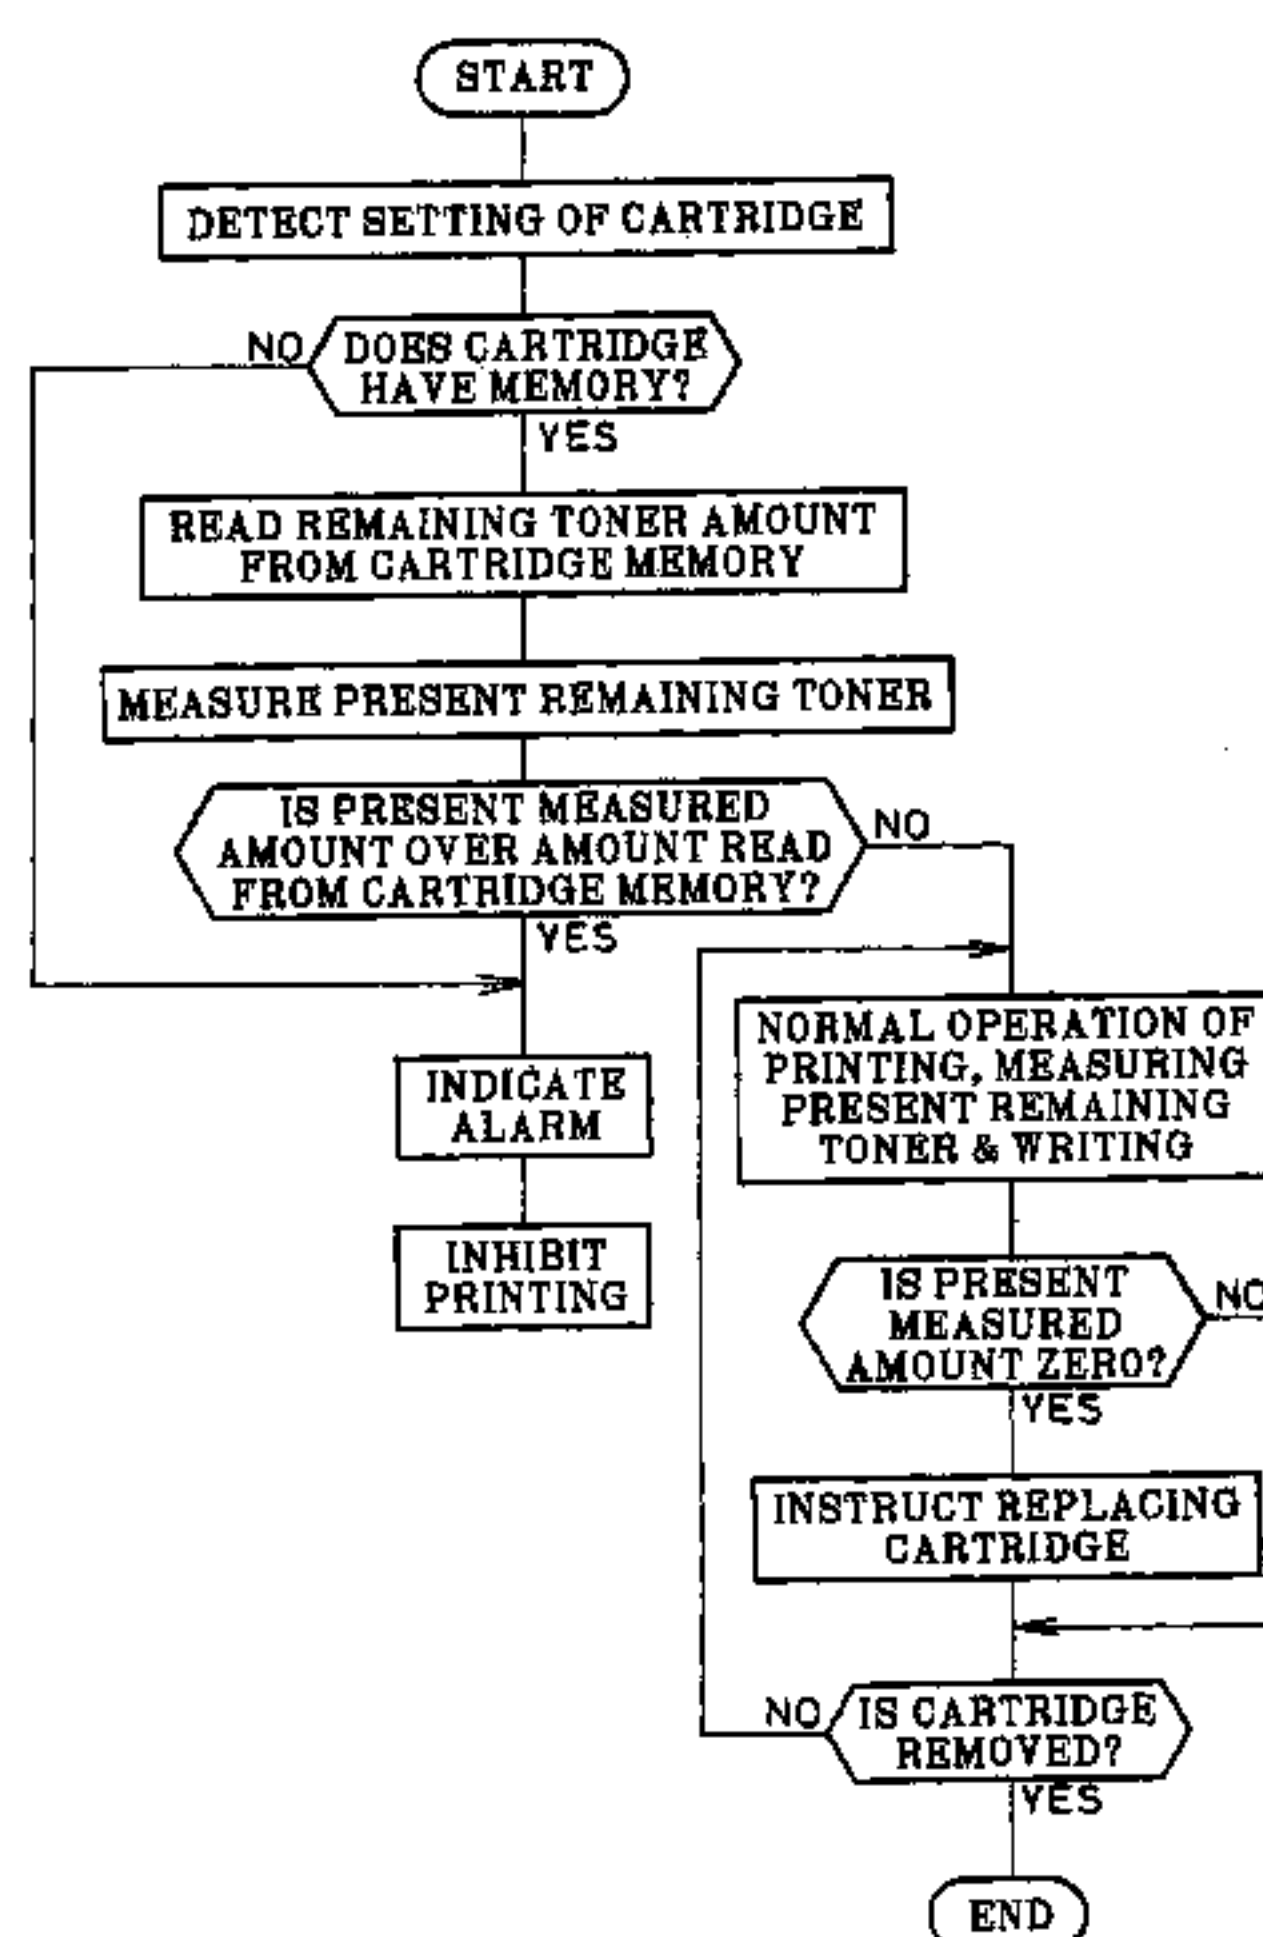 START
DETECT SETTING OF CARTRIDGE
NO
DOES CARTRIDGE
HAVE MEMORY?
YES
READ REMAINING TONER AMOUNT
FROM CARTRIDGE MEMORY
MEASURE PRESENT REMAINING TONER
IS PRESENT MEASURED
AMOUNT OVER AMOUNT READ
FROM CARTRIDGE MEMORY?
NO
YES
INDICATE
ALARM
INHIBIT
PRINTING
NORMAL OPERATION OF
PRINTING, MEASURING
PRESENT REMAINING
TONER & WRITING
IS PRESENT
MEASURED
AMOUNT ZERO?
NO
YES
INSTRUCT REPLACING
CARTRIDGE
NO
IS CARTRIDGE
REMOVED?
YES
END